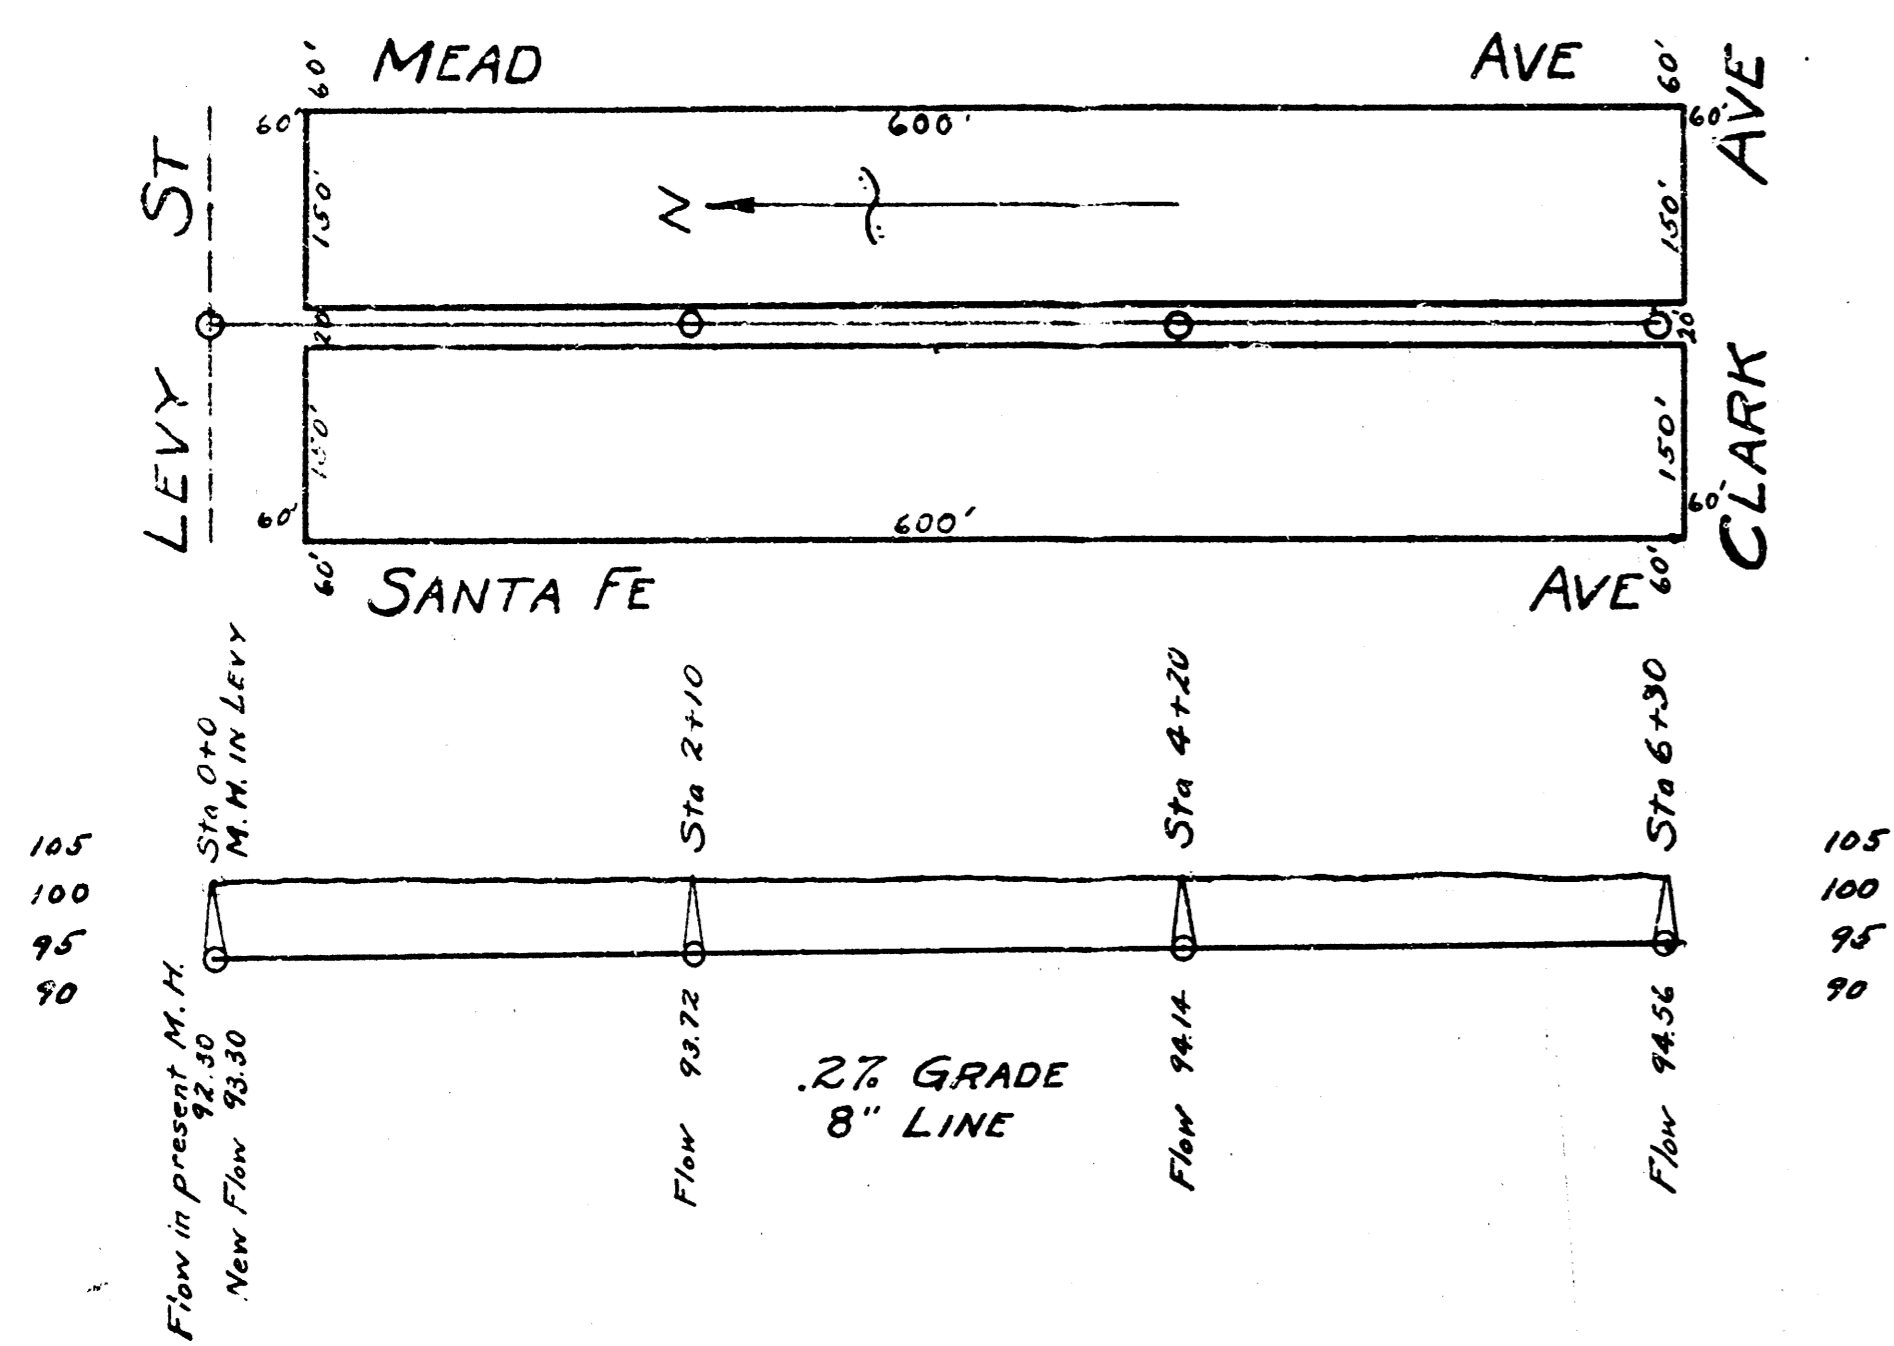 MEAD AVE
60' 60'
60' 600' 60'
LEVY ST
CLARK AVE
150' 150'
N
20' 20'
150' 150'
60' 600' 60'
60' 60'
SANTA FE AVE
Sta 0+0
M.H. IN LEVY
Sta 2+10
Sta 4+20
Sta 6+30
105 105
100 100
95 95
90 90
Flow in present M.H.
92.30
New Flow 93.30
Flow 93.72
Flow 94.14
Flow 94.56
.2% GRADE
8" LINE